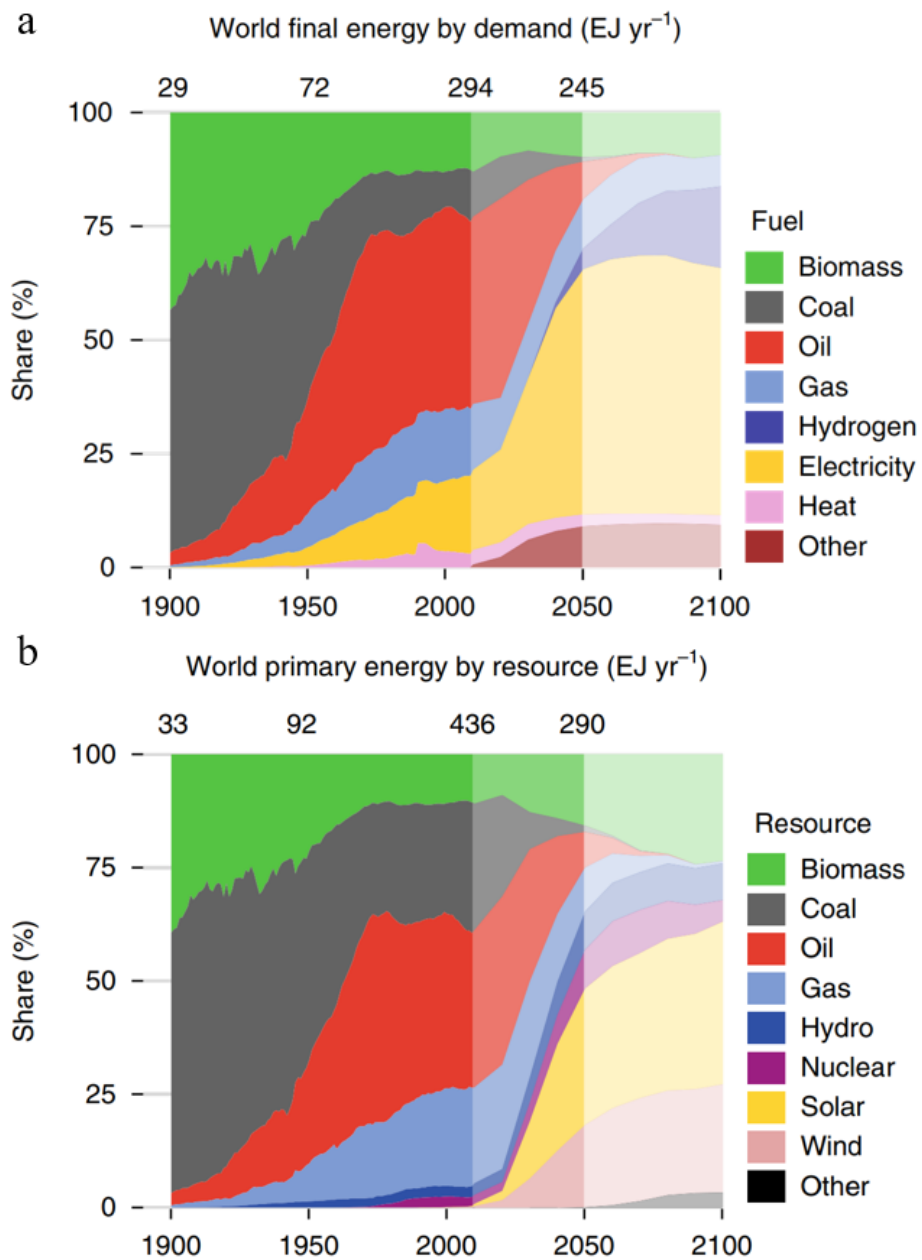 a
World final energy by demand (EJ yr⁻¹)
29 72 294 245
100
75
50
25
0
Share (%)
1900 1950 2000 2050 2100
Fuel
Biomass
Coal
Oil
Gas
Hydrogen
Electricity
Heat
Other
b
World primary energy by resource (EJ yr⁻¹)
33 92 436 290
100
75
50
25
0
Share (%)
1900 1950 2000 2050 2100
Resource
Biomass
Coal
Oil
Gas
Hydro
Nuclear
Solar
Wind
Other